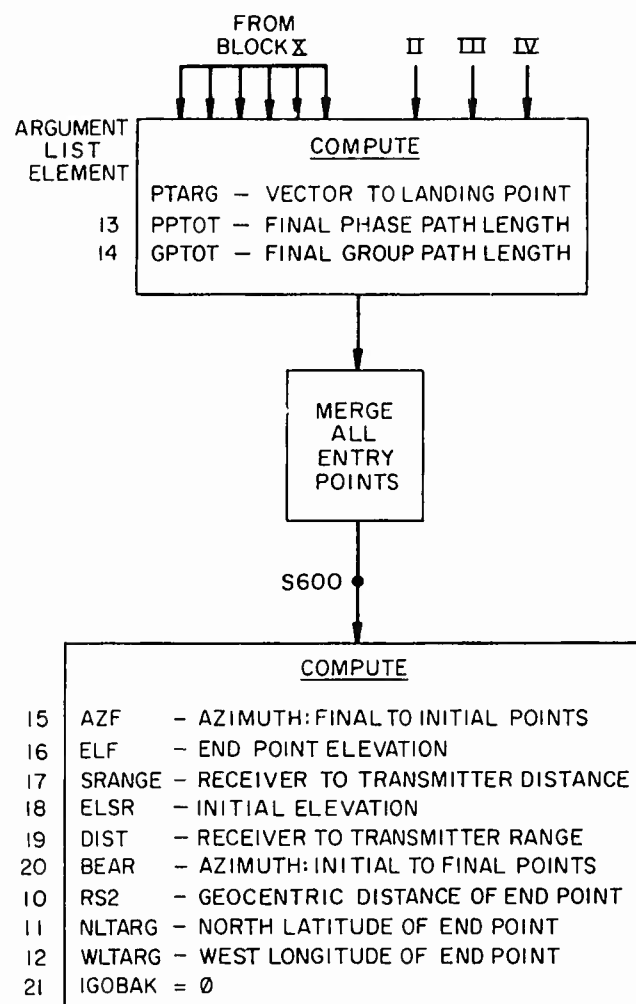 FROM
BLOCK X
II III IV
ARGUMENT
LIST
ELEMENT
COMPUTE
PTARG – VECTOR TO LANDING POINT
13 PPTOT – FINAL PHASE PATH LENGTH
14 GPTOT – FINAL GROUP PATH LENGTH
MERGE
ALL
ENTRY
POINTS
S600
COMPUTE
15 AZF – AZIMUTH: FINAL TO INITIAL POINTS
16 ELF – END POINT ELEVATION
17 SRANGE – RECEIVER TO TRANSMITTER DISTANCE
18 ELSR – INITIAL ELEVATION
19 DIST – RECEIVER TO TRANSMITTER RANGE
20 BEAR – AZIMUTH: INITIAL TO FINAL POINTS
10 RS2 – GEOCENTRIC DISTANCE OF END POINT
11 NLTARG – NORTH LATITUDE OF END POINT
12 WLTARG – WEST LONGITUDE OF END POINT
21 IGOBAK = Ø